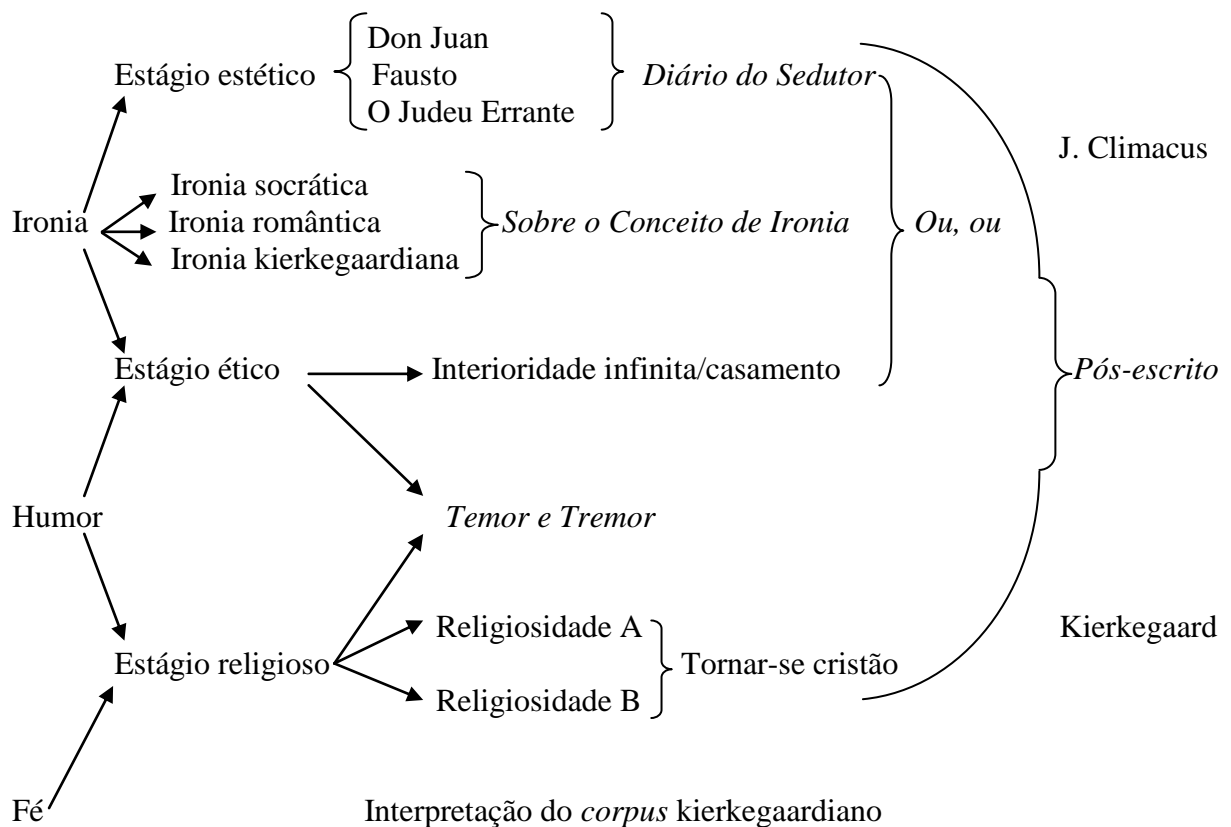 Don Juan
Estágio estético
Fausto
Diário do Sedutor
O Judeu Errante
J. Climacus
Ironia socrática
Ironia
Ironia romântica
Sobre o Conceito de Ironia
Ou, ou
Ironia kierkegaardiana
Estágio ético
Interioridade infinita/casamento
Pós-escrito
Humor
Temor e Tremor
Religiosidade A
Kierkegaard
Estágio religioso
Tornar-se cristão
Religiosidade B
Fé
Interpretação do corpus kierkegaardiano